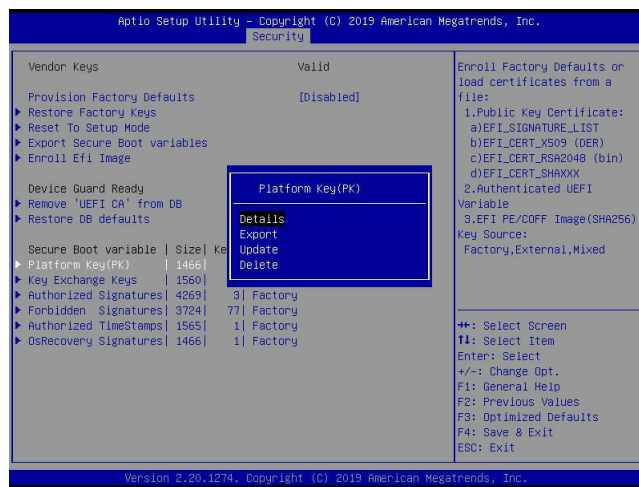 Aptio Setup Utility – Copyright (C) 2019 American Megatrends, Inc.
Security
Vendor Keys Valid
Provision Factory Defaults [Disabled]
Restore Factory Keys
Reset To Setup Mode
Export Secure Boot variables
Enroll Efi Image
Device Guard Ready
Remove 'UEFI CA' from DB
Restore DB defaults
Secure Boot variable | Size| Ke
Platform Key(PK) | 1466|
Key Exchange Keys | 1560|
Authorized Signatures| 4269| 3| Factory
Forbidden Signatures| 3724| 77| Factory
Authorized TimeStamps| 1565| 1| Factory
OsRecovery Signatures| 1466| 1| Factory
Platform Key(PK)
Details
Export
Update
Delete
Enroll Factory Defaults or
load certificates from a
file:
1.Public Key Certificate:
a)EFI_SIGNATURE_LIST
b)EFI_CERT_X509 (DER)
c)EFI_CERT_RSA2048 (bin)
d)EFI_CERT_SHAXXX
2.Authenticated UEFI
Variable
3.EFI PE/COFF Image(SHA256)
Key Source:
Factory,External,Mixed
→←: Select Screen
↑↓: Select Item
Enter: Select
+/-: Change Opt.
F1: General Help
F2: Previous Values
F3: Optimized Defaults
F4: Save & Exit
ESC: Exit
Version 2.20.1274. Copyright (C) 2019 American Megatrends, Inc.